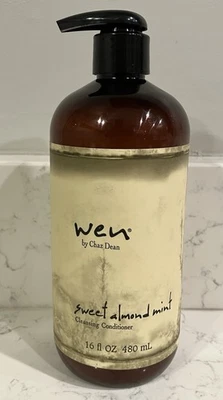 wen®
by Chaz Dean
sweet almond mint
Cleansing Conditioner
16 fl OZ 480 mL